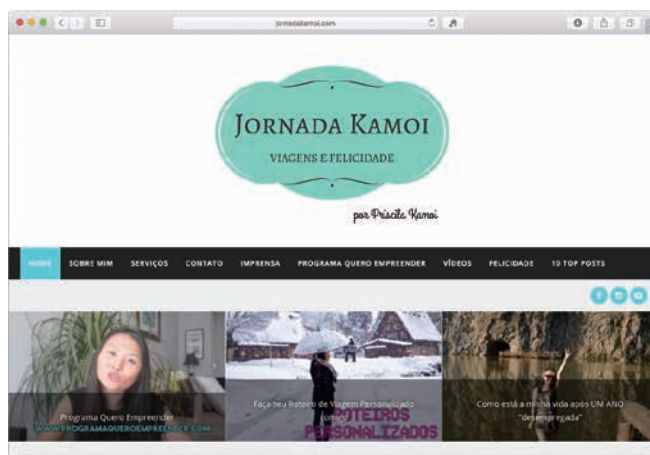 jornadakamoi.com
JORNADA KAMOI
VIAGENS E FELICIDADE
por Priscila Kamoi
HOME SOBRE MIM SERVIÇOS CONTATO IMPRENSA PROGRAMA QUERO EMPREENDER VÍDEOS FELICIDADE 10 TOP POSTS
Programa Quero Empreender
WWW.PROGRAMAQUEROEMPREENDER.COM
Faça seu Roteiro de Viagem Personalizado
ROTEIROS
PERSONALIZADOS
Como está a minha vida após UM ANO
"desempregada"